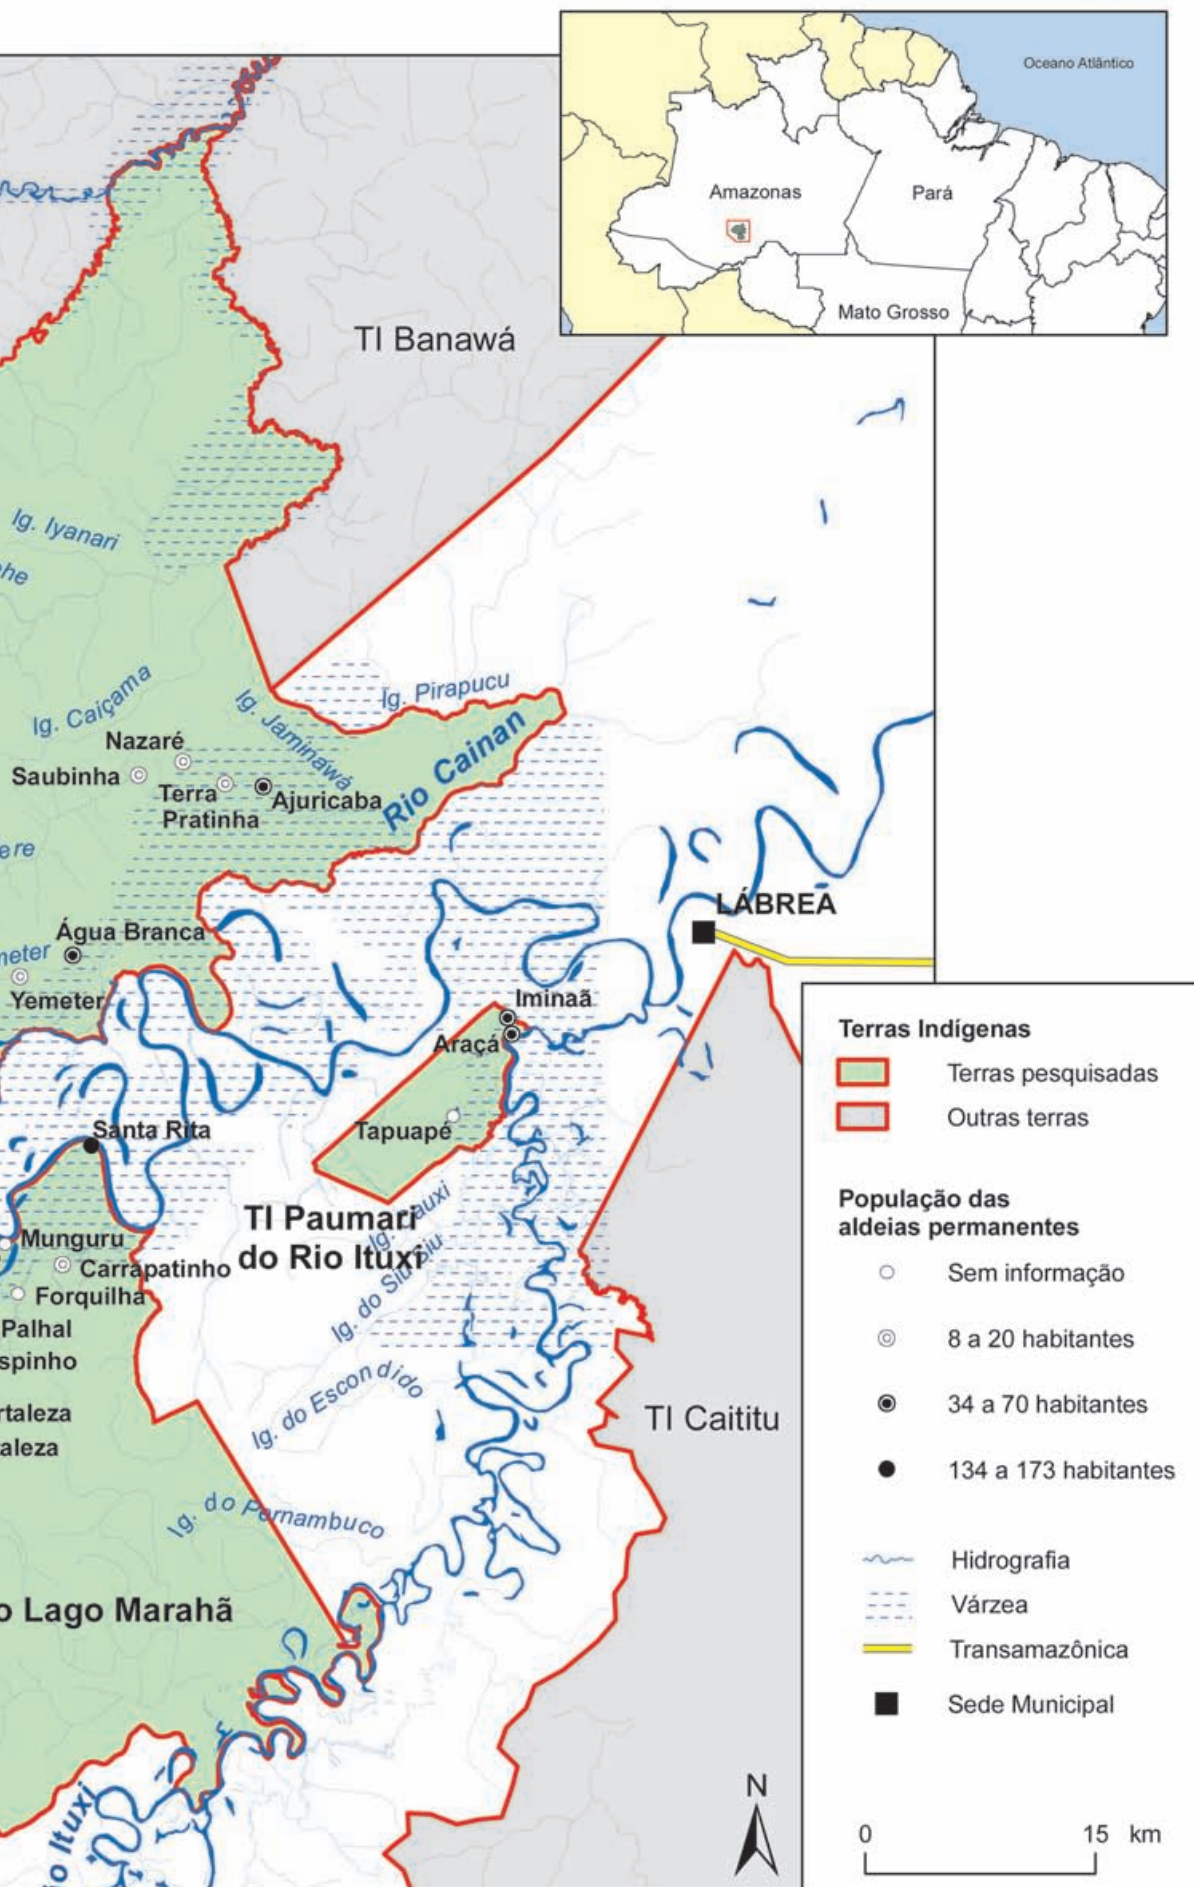 Oceano Atlântico
Amazonas
Pará
Mato Grosso
TI Banawá
Ig. Iyanari
Ig. Pirapucu
Ig. Caiçama
Ig. Jaminawá
Rio Cainan
Nazaré
Saubinha
Terra
Pratinha
Ajuricaba
ere
LÁBREA
Água Branca
meter
Yemeter
Iminaã
Araçá
Tapuapé
Santa Rita
TI Paumari
do Rio Ituxi
Ig. do Siu Siu
Munguru
Carrapatinho
Forquilha
Palhal
spinho
rtaleza
aleza
Ig. do Escondido
TI Caititu
Ig. do Pernambuco
o Lago Marahã
o Ituxi
Terras Indígenas
Terras pesquisadas
Outras terras
População das
aldeias permanentes
Sem informação
8 a 20 habitantes
34 a 70 habitantes
134 a 173 habitantes
Hidrografia
Várzea
Transamazônica
Sede Municipal
N
0 15 km